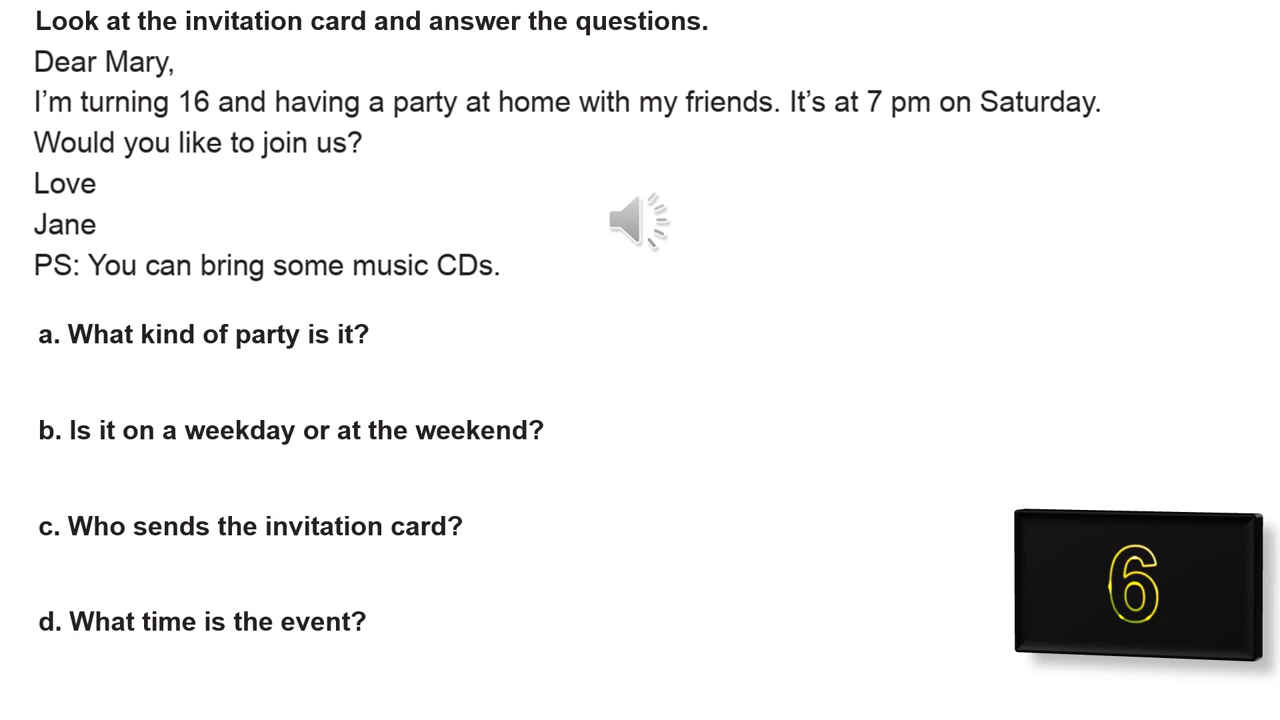 Look at the invitation card and answer the questions.
Dear Mary,
I’m turning 16 and having a party at home with my friends. It’s at 7 pm on Saturday.
Would you like to join us?
Love
Jane
PS: You can bring some music CDs.
a. What kind of party is it?
b. Is it on a weekday or at the weekend?
c. Who sends the invitation card?
d. What time is the event?
6